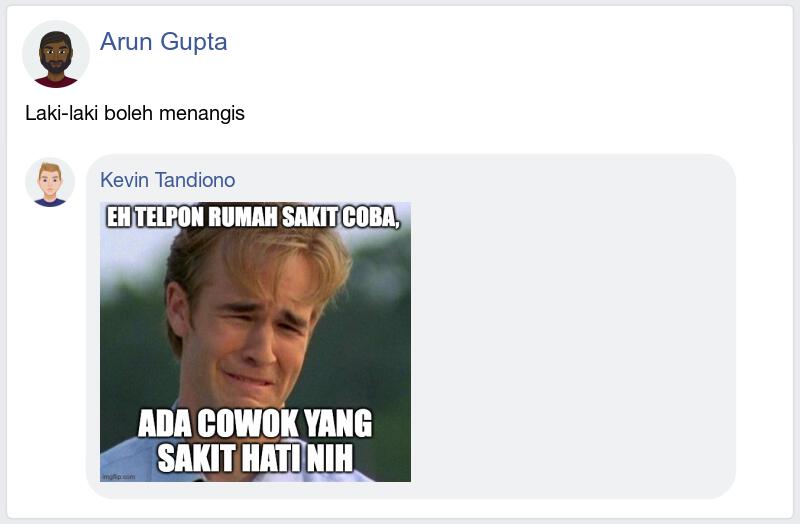 Arun Gupta
Laki-laki boleh menangis
Kevin Tandiono
EH TELPON RUMAH SAKIT COBA,
ADA COWOK YANG
SAKIT HATI NIH
imgflip.com